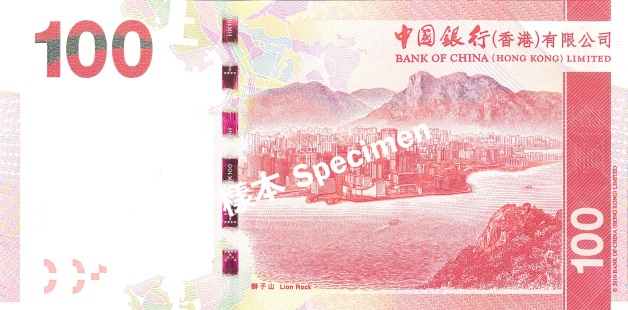 100
中國銀行(香港)有限公司
BANK OF CHINA (HONG KONG) LIMITED
樣本 Specimen
獅子山 Lion Rock
100
© 2010 BANK OF CHINA (HONG KONG) LIMITED